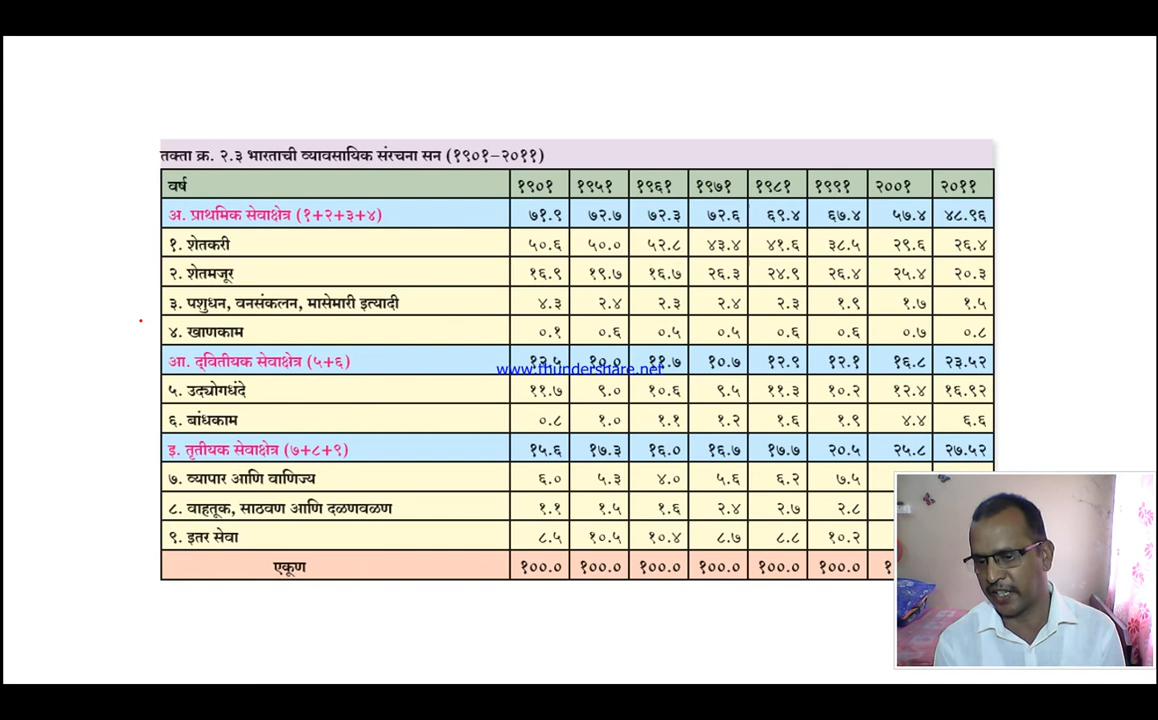 तक्ता क्र. २.३ भारताची व्यावसायिक संरचना सन (१९०१–२०११)
वर्ष १९०१ १९५१ १९६१ १९७१ १९८१ १९९१ २००१ २०११
अ. प्राथमिक सेवाक्षेत्र (१+२+३+४) ७१.९ ७२.७ ७२.३ ७२.६ ६९.४ ६७.४ ५७.४ ४८.९६
१. शेतकरी ५०.६ ५०.० ५२.८ ४३.४ ४१.६ ३८.५ २९.६ २६.४
२. शेतमजूर १६.९ १९.७ १६.७ २६.३ २४.९ २६.४ २५.४ २०.३
३. पशुधन, वनसंकलन, मासेमारी इत्यादी ४.३ २.४ २.३ २.४ २.३ १.९ १.७ १.५
४. खाणकाम ०.१ ०.६ ०.५ ०.५ ०.६ ०.६ ०.७ ०.८
आ. द्वितीयक सेवाक्षेत्र (५+६) १२.५ १०.० ११.७ १०.७ १२.९ १२.१ १६.८ २३.५२
www.thundershare.net
५. उद्योगधंदे ११.७ ९.० १०.६ ९.५ ११.३ १०.२ १२.४ १६.९२
६. बांधकाम ०.८ १.० १.१ १.२ १.६ १.९ ४.४ ६.६
इ. तृतीयक सेवाक्षेत्र (७+८+९) १५.६ १७.३ १६.० १६.७ १७.७ २०.५ २५.८ २७.५२
७. व्यापार आणि वाणिज्य ६.० ५.३ ४.० ५.६ ६.२ ७.५
८. वाहतूक, साठवण आणि दळणवळण १.१ १.५ १.६ २.४ २.७ २.८
९. इतर सेवा ८.५ १०.५ १०.४ ८.७ ८.८ १०.२
एकूण १००.० १००.० १००.० १००.० १००.० १००.० १